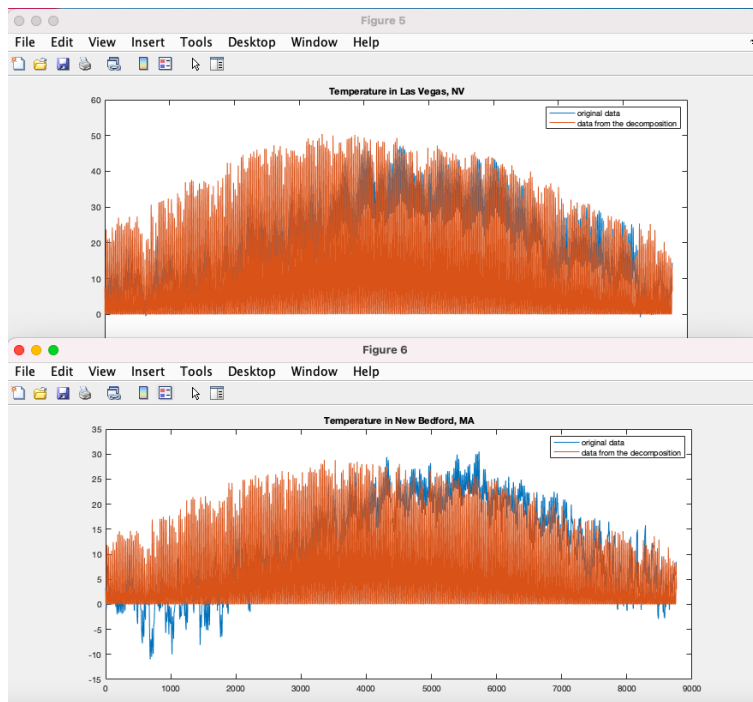 Figure 5
File Edit View Insert Tools Desktop Window Help
Temperature in Las Vegas, NV
original data
data from the decomposition
60
50
40
30
20
10
0
Figure 6
File Edit View Insert Tools Desktop Window Help
Temperature in New Bedford, MA
original data
data from the decomposition
35
30
25
20
15
10
5
0
-5
-10
-15
0 1000 2000 3000 4000 5000 6000 7000 8000 9000